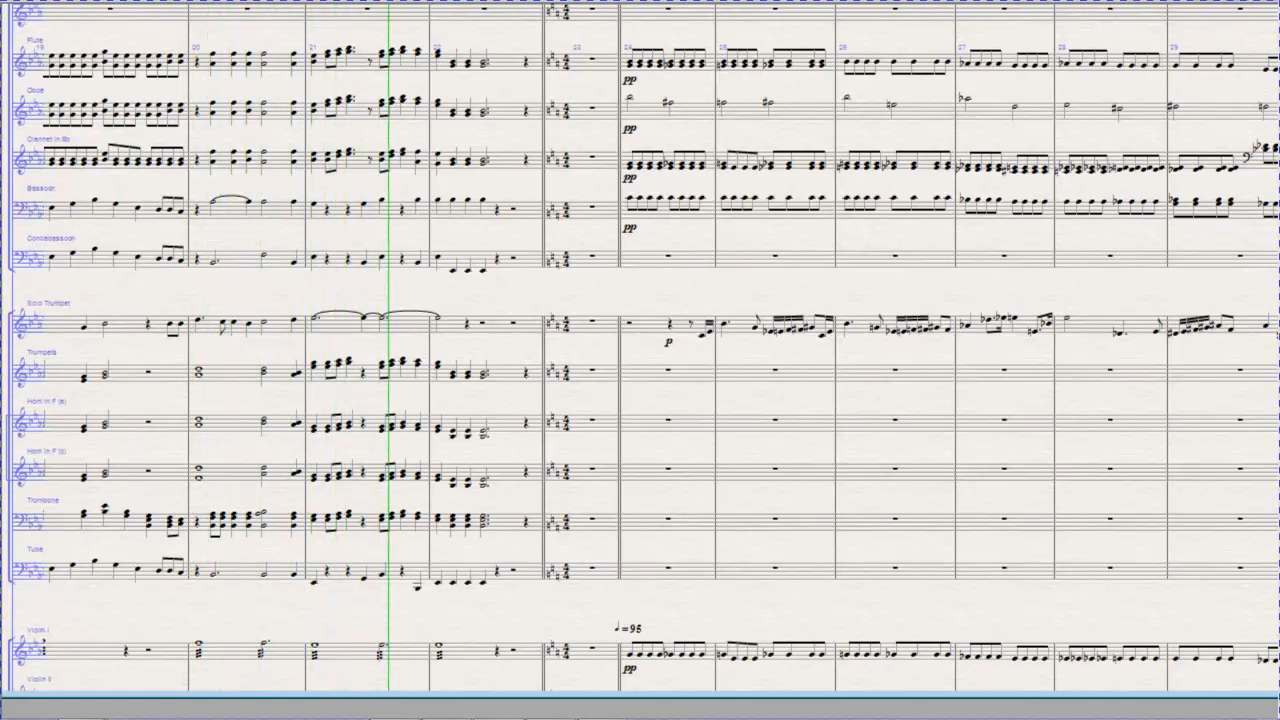 Flute
19 20 21 22 23 24 25 26 27 28 29
pp
Oboe
pp
Clarinet in Bb
pp
Bassoon
pp
Contrabassoon
Solo Trumpet
p
Trumpets
Horn in F (a)
Horn in F (b)
Trombone
Tuba
♩=95
Violin I
pp
Violin II